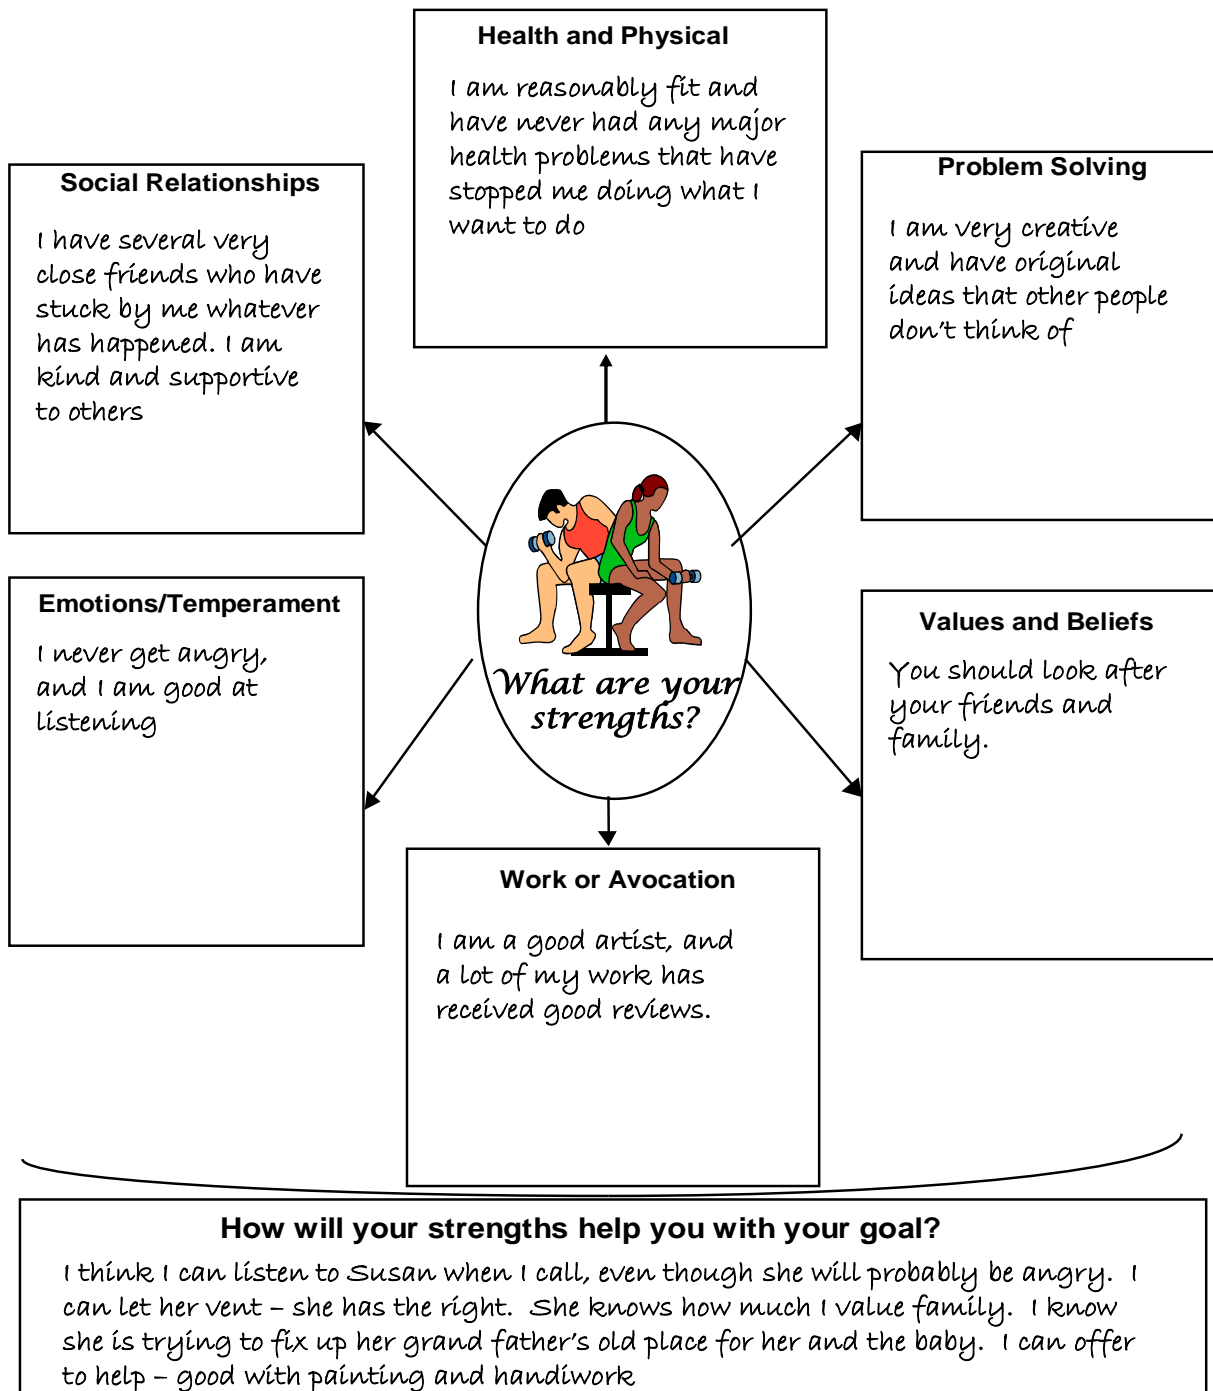 Health and Physical
I am reasonably fit and
have never had any major
health problems that have
stopped me doing what I
want to do
Social Relationships
I have several very
close friends who have
stuck by me whatever
has happened. I am
kind and supportive
to others
Problem Solving
I am very creative
and have original
ideas that other people
don't think of
What are your
strengths?
Emotions/Temperament
I never get angry,
and I am good at
listening
Values and Beliefs
You should look after
your friends and
family.
Work or Avocation
I am a good artist, and
a lot of my work has
received good reviews.
How will your strengths help you with your goal?
I think I can listen to Susan when I call, even though she will probably be angry. I
can let her vent – she has the right. She knows how much I value family. I know
she is trying to fix up her grand father's old place for her and the baby. I can offer
to help – good with painting and handiwork